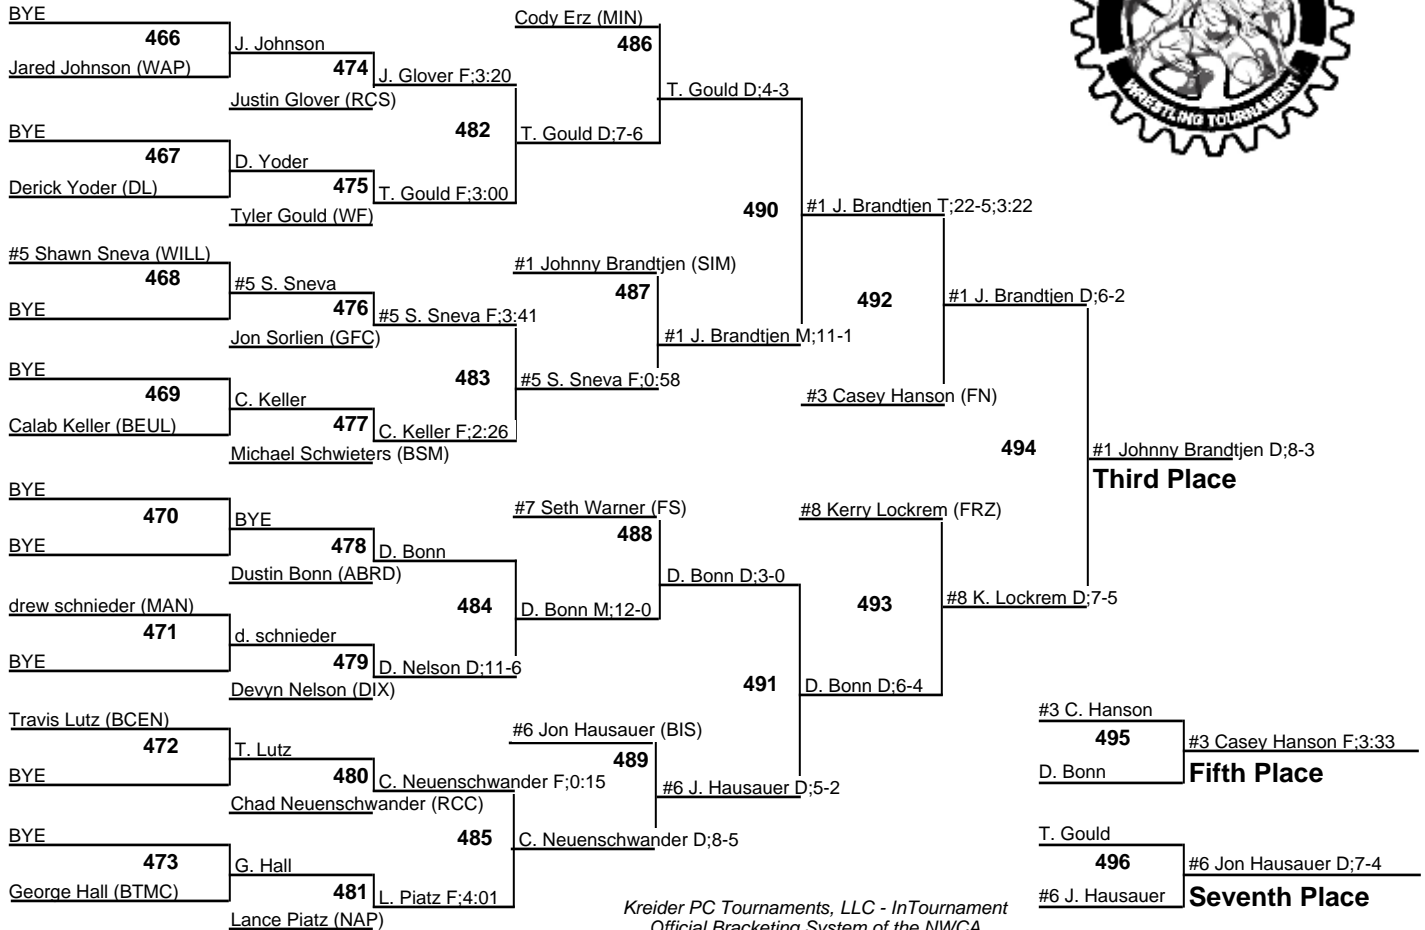 BYE
466
Jared Johnson (WAP)
J. Johnson
474
Justin Glover (RCS)
J. Glover F;3:20
BYE
467
Derick Yoder (DL)
D. Yoder
475
Tyler Gould (WF)
T. Gould F;3:00
482
T. Gould D;7-6
Cody Erz (MIN)
486
T. Gould D;4-3
#5 Shawn Sneva (WILL)
468
BYE
#5 S. Sneva
476
Jon Sorlien (GFC)
#5 S. Sneva F;3:41
BYE
469
Calab Keller (BEUL)
C. Keller
477
Michael Schwieters (BSM)
C. Keller F;2:26
483
#5 S. Sneva F;0:58
#1 Johnny Brandtjen (SIM)
487
#1 J. Brandtjen M;11-1
490
#1 J. Brandtjen T;22-5;3:22
492
#3 Casey Hanson (FN)
#1 J. Brandtjen D;6-2
BYE
470
BYE
BYE
478
Dustin Bonn (ABRD)
D. Bonn
drew schnieder (MAN)
471
BYE
d. schnieder
479
Devyn Nelson (DIX)
D. Nelson D;11-6
484
D. Bonn M;12-0
#7 Seth Warner (FS)
488
D. Bonn D;3-0
Travis Lutz (BCEN)
472
BYE
T. Lutz
480
Chad Neuenschwander (RCC)
C. Neuenschwander F;0:15
BYE
473
George Hall (BTMC)
G. Hall
481
Lance Piatz (NAP)
L. Piatz F;4:01
485
C. Neuenschwander D;8-5
#6 Jon Hausauer (BIS)
489
#6 J. Hausauer D;5-2
491
D. Bonn D;6-4
#8 Kerry Lockrem (FRZ)
493
#8 K. Lockrem D;7-5
494
#1 Johnny Brandtjen D;8-3
Third Place
#3 C. Hanson
495
D. Bonn
#3 Casey Hanson F;3:33
Fifth Place
T. Gould
496
#6 J. Hausauer
#6 Jon Hausauer D;7-4
Seventh Place
WRESTLING TOURNAMENT
Kreider PC Tournaments, LLC - InTournament
Official Bracketing System of the NWCA